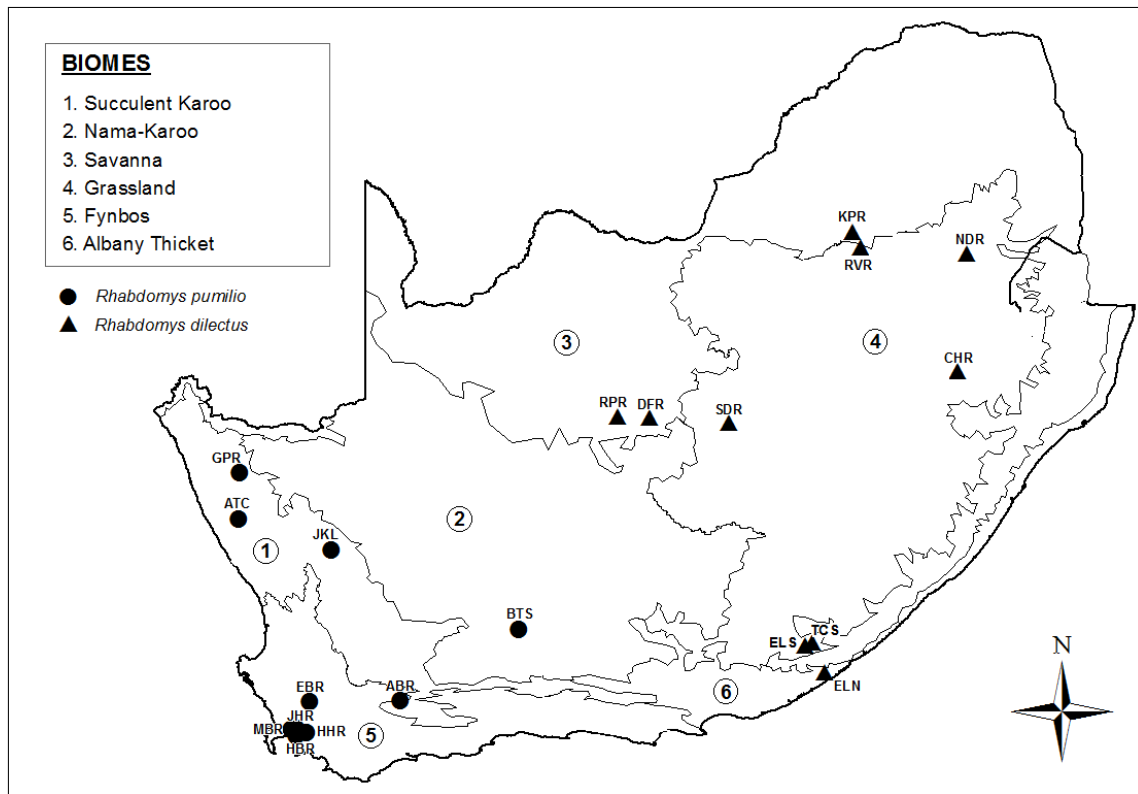 BIOMES
1. Succulent Karoo
2. Nama-Karoo
3. Savanna
4. Grassland
5. Fynbos
6. Albany Thicket
Rhabdomys pumilio
Rhabdomys dilectus
KPR
RVR
NDR
3
4
CHR
RPR
DFR
SDR
GPR
ATC
JKL
2
1
BTS
ELS
TCS
N
EBR
ABR
6
ELN
JHR
MBR
HHR
5
HBR